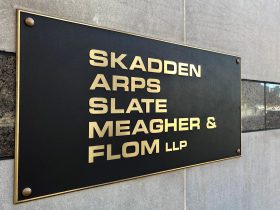 SKADDEN
ARPS
SLATE
MEAGHER &
FLOM LLP